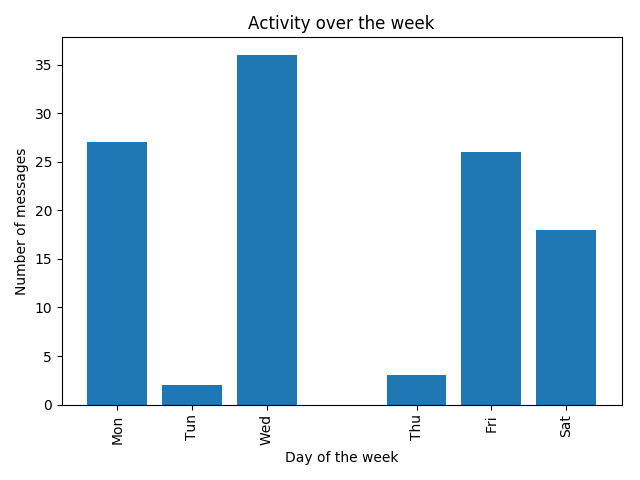 Activity over the week
Number of messages
35
30
25
20
15
10
5
0
Mon
Tun
Wed
Thu
Fri
Sat
Day of the week